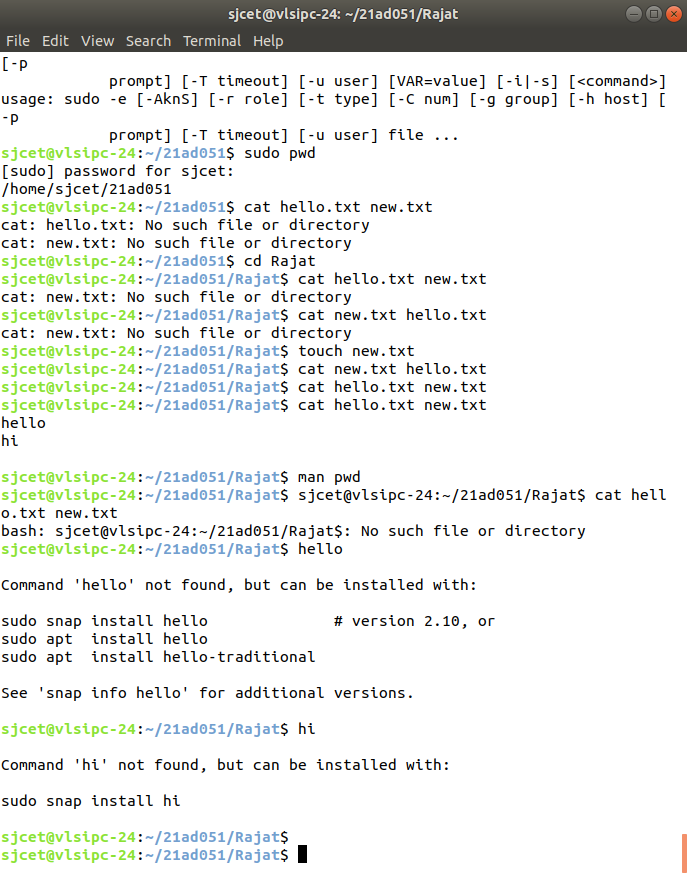 sjcet@vlsipc-24: ~/21ad051/Rajat
File Edit View Search Terminal Help
[-p
            prompt] [-T timeout] [-u user] [VAR=value] [-i|-s] [<command>]
usage: sudo -e [-AknS] [-r role] [-t type] [-C num] [-g group] [-h host] [
-p
            prompt] [-T timeout] [-u user] file ...
sjcet@vlsipc-24:~/21ad051$ sudo pwd
[sudo] password for sjcet:
/home/sjcet/21ad051
sjcet@vlsipc-24:~/21ad051$ cat hello.txt new.txt
cat: hello.txt: No such file or directory
cat: new.txt: No such file or directory
sjcet@vlsipc-24:~/21ad051$ cd Rajat
sjcet@vlsipc-24:~/21ad051/Rajat$ cat hello.txt new.txt
cat: new.txt: No such file or directory
sjcet@vlsipc-24:~/21ad051/Rajat$ cat new.txt hello.txt
cat: new.txt: No such file or directory
sjcet@vlsipc-24:~/21ad051/Rajat$ touch new.txt
sjcet@vlsipc-24:~/21ad051/Rajat$ cat new.txt hello.txt
sjcet@vlsipc-24:~/21ad051/Rajat$ cat hello.txt new.txt
sjcet@vlsipc-24:~/21ad051/Rajat$ cat hello.txt new.txt
hello
hi

sjcet@vlsipc-24:~/21ad051/Rajat$ man pwd
sjcet@vlsipc-24:~/21ad051/Rajat$ sjcet@vlsipc-24:~/21ad051/Rajat$ cat hell
o.txt new.txt
bash: sjcet@vlsipc-24:~/21ad051/Rajat$: No such file or directory
sjcet@vlsipc-24:~/21ad051/Rajat$ hello

Command 'hello' not found, but can be installed with:

sudo snap install hello              # version 2.10, or
sudo apt  install hello
sudo apt  install hello-traditional

See 'snap info hello' for additional versions.

sjcet@vlsipc-24:~/21ad051/Rajat$ hi

Command 'hi' not found, but can be installed with:

sudo snap install hi

sjcet@vlsipc-24:~/21ad051/Rajat$
sjcet@vlsipc-24:~/21ad051/Rajat$